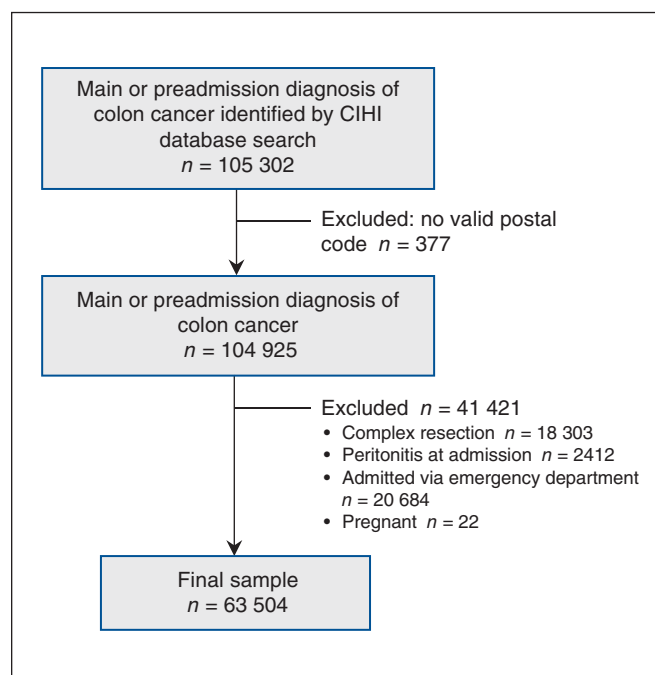 Main or preadmission diagnosis of
colon cancer identified by CIHI
database search
n = 105 302
Excluded: no valid postal
code n = 377
Main or preadmission diagnosis of
colon cancer
n = 104 925
Excluded n = 41 421
• Complex resection n = 18 303
• Peritonitis at admission n = 2412
• Admitted via emergency department
n = 20 684
• Pregnant n = 22
Final sample
n = 63 504